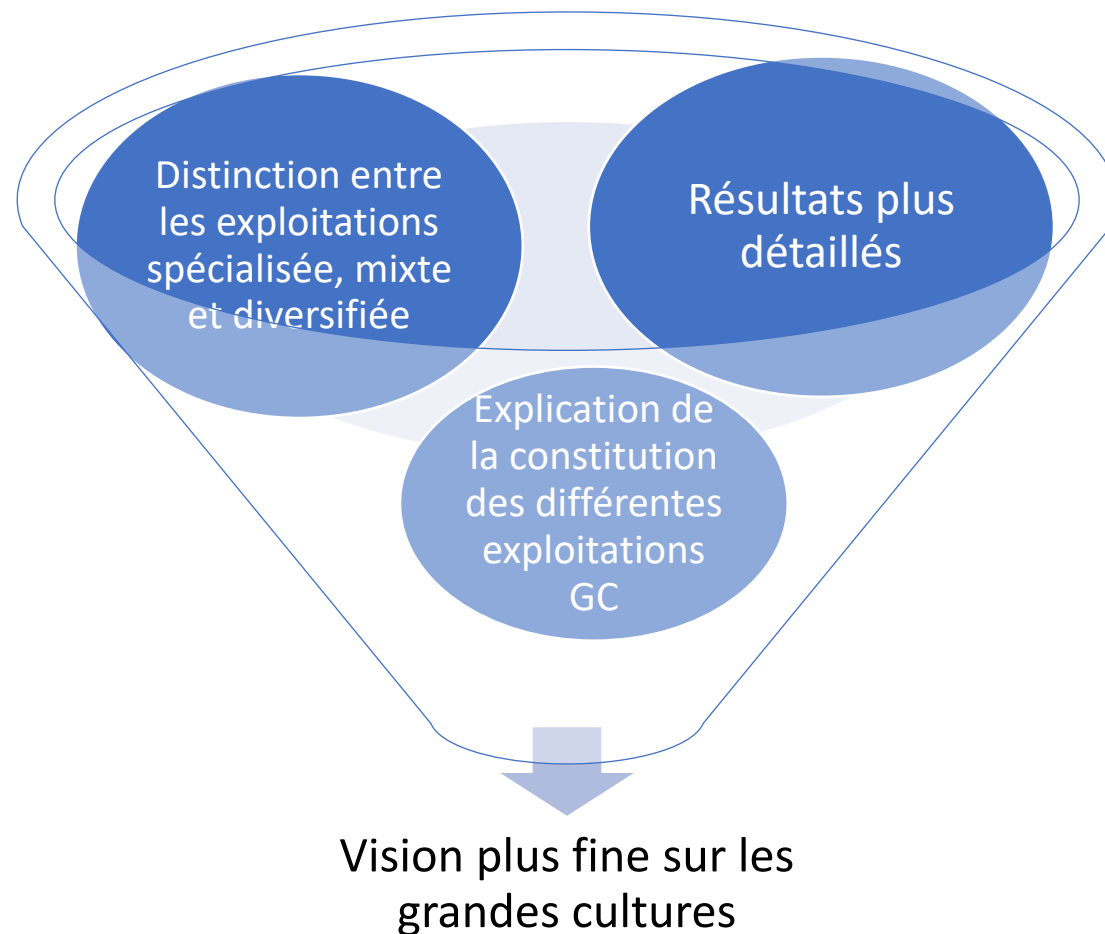 Distinction entre
les exploitations
spécialisée, mixte
et diversifiée
Résultats plus
détaillés
Explication de
la constitution
des différentes
exploitations
GC
Vision plus fine sur les
grandes cultures